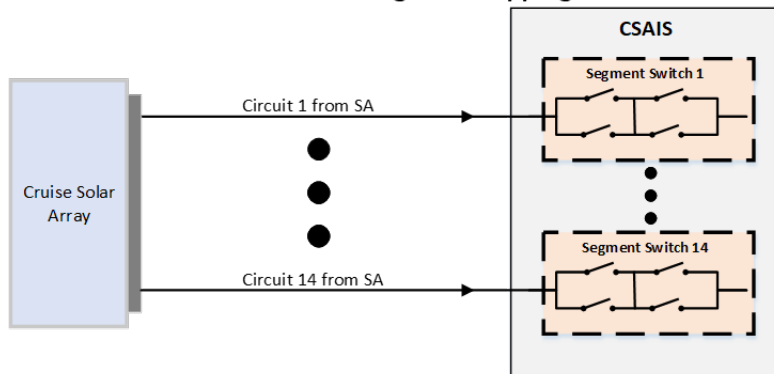 CSAIS
Segment Switch 1
Circuit 1 from SA
Cruise Solar
Array
Segment Switch 14
Circuit 14 from SA